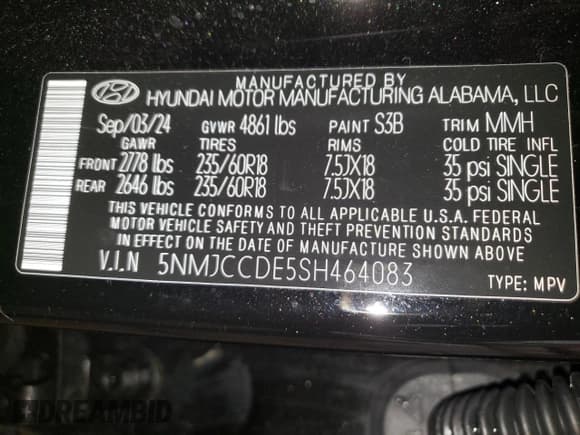 MANUFACTURED BY
HYUNDAI MOTOR MANUFACTURING ALABAMA, LLC
Sep/03/24 GVWR 4861 lbs PAINT S3B TRIM MMH
GAWR TIRES RIMS COLD TIRE INFL
FRONT 2778 lbs 235/60R18 7.5JX18 35 psi SINGLE
REAR 2646 lbs 235/60R18 7.5JX18 35 psi SINGLE
THIS VEHICLE CONFORMS TO ALL APPLICABLE U.S.A. FEDERAL
MOTOR VEHICLE SAFETY AND THEFT PREVENTION STANDARDS
IN EFFECT ON THE DATE OF MANUFACTURE SHOWN ABOVE
V.I.N 5NMJCCDE5SH464083 TYPE: MPV
DREAMBID